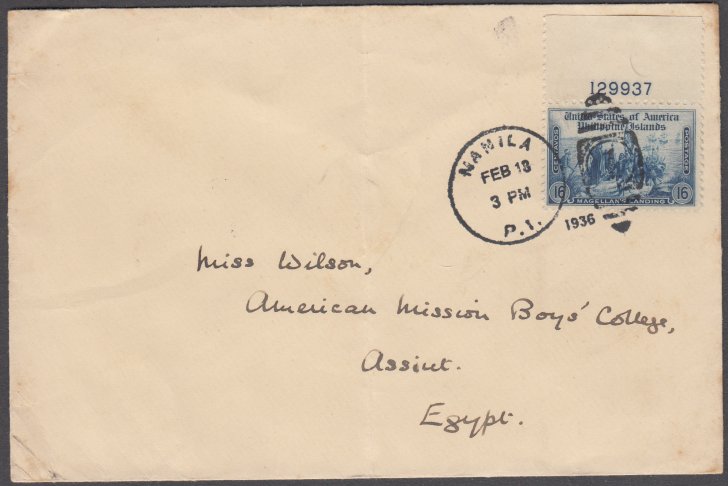 129937
United States of America
Philippine Islands
CENTAVOS
POSTAGE
16
16
MAGELLAN'S LANDING
MANILA
FEB 13
3 PM
P.I.
1936
Miss Wilson,
American Mission Boys' College,
Assiut.
Egypt.